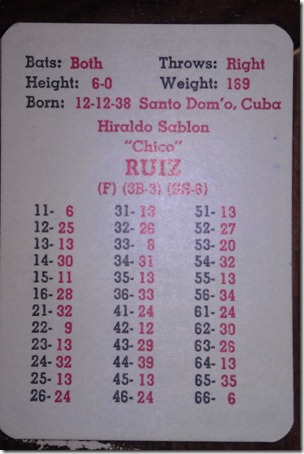 Bats: Both Throws: Right
Height: 6-0 Weight: 169
Born: 12-12-38 Santo Dom'o, Cuba
Hiraldo Sablon
"Chico"
RUIZ
(F) (3B-3) (SS-6)
11- 6 31- 13 51- 13
12- 25 32- 26 52- 27
13- 13 33- 8 53- 20
14- 30 34- 31 54- 32
15- 11 35- 13 55- 13
16- 28 36- 33 56- 34
21- 32 41- 24 61- 24
22- 9 42- 12 62- 30
23- 13 43- 29 63- 26
24- 32 44- 39 64- 13
25- 13 45- 13 65- 35
26- 24 46- 24 66- 6